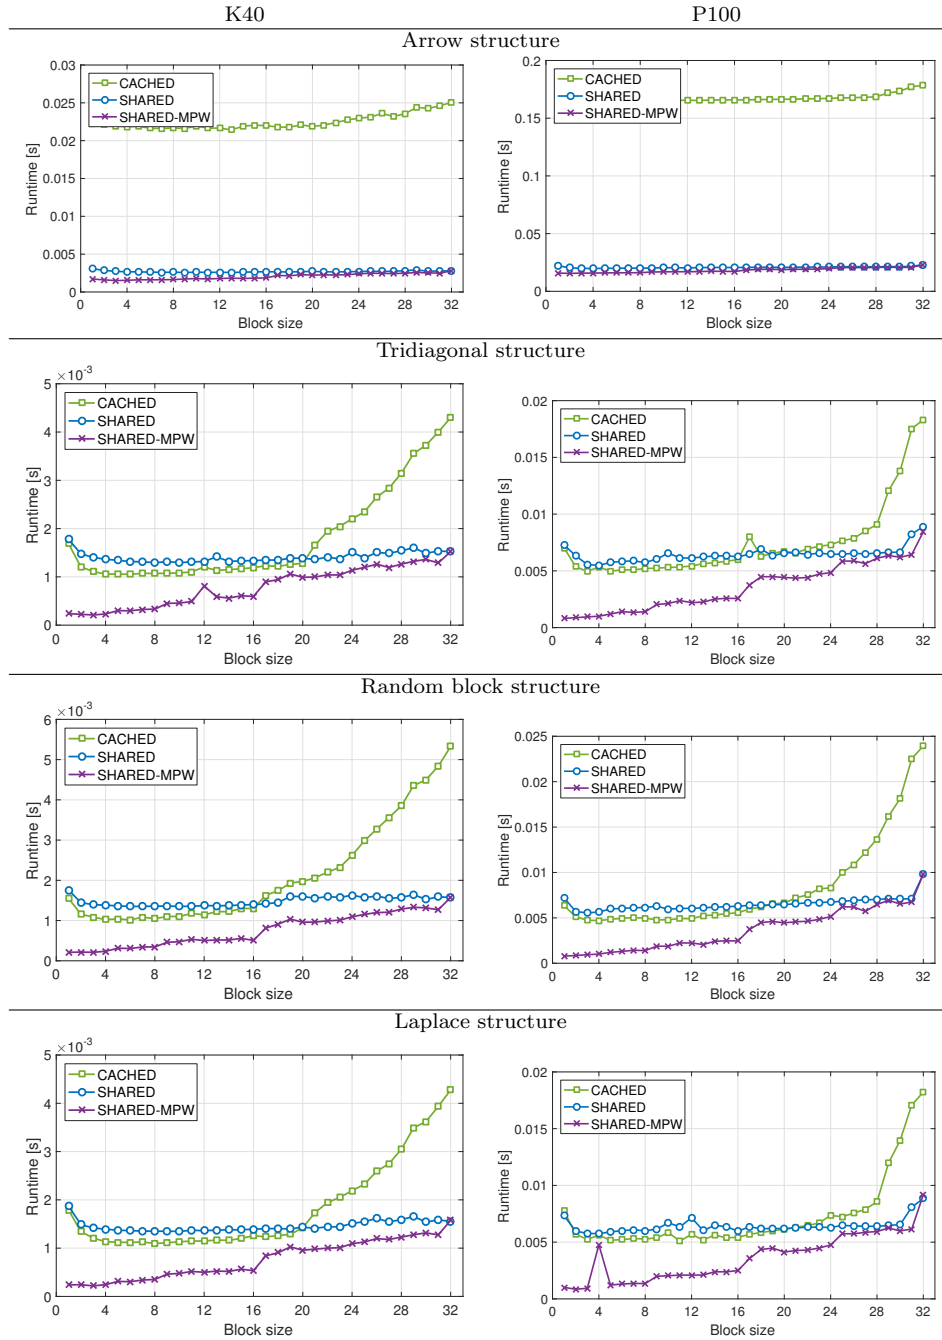 K40 P100
Arrow structure
0.03
0.025
0.02
0.015
0.01
0.005
0
Runtime [s]
CACHED
SHARED
SHARED-MPW
0 4 8 12 16 20 24 28 32
Block size
0.2
0.15
0.1
0.05
0
Runtime [s]
CACHED
SHARED
SHARED-MPW
0 4 8 12 16 20 24 28 32
Block size
Tridiagonal structure
×10-3
5
4
3
2
1
0
Runtime [s]
CACHED
SHARED
SHARED-MPW
0 4 8 12 16 20 24 28 32
Block size
0.02
0.015
0.01
0.005
0
Runtime [s]
CACHED
SHARED
SHARED-MPW
0 4 8 12 16 20 24 28 32
Block size
Random block structure
×10-3
6
5
4
3
2
1
0
Runtime [s]
CACHED
SHARED
SHARED-MPW
0 4 8 12 16 20 24 28 32
Block size
0.025
0.02
0.015
0.01
0.005
0
Runtime [s]
CACHED
SHARED
SHARED-MPW
0 4 8 12 16 20 24 28 32
Block size
Laplace structure
×10-3
5
4
3
2
1
0
Runtime [s]
CACHED
SHARED
SHARED-MPW
0 4 8 12 16 20 24 28 32
Block size
0.02
0.015
0.01
0.005
0
Runtime [s]
CACHED
SHARED
SHARED-MPW
0 4 8 12 16 20 24 28 32
Block size